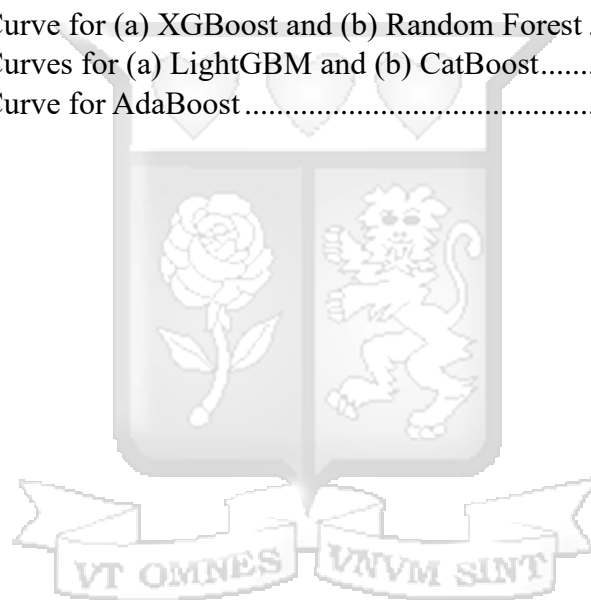 Curve for (a) XGBoost and (b) Random Forest .
Curves for (a) LightGBM and (b) CatBoost.......
Curve for AdaBoost ..........................................
VT OMNES VNVM SINT